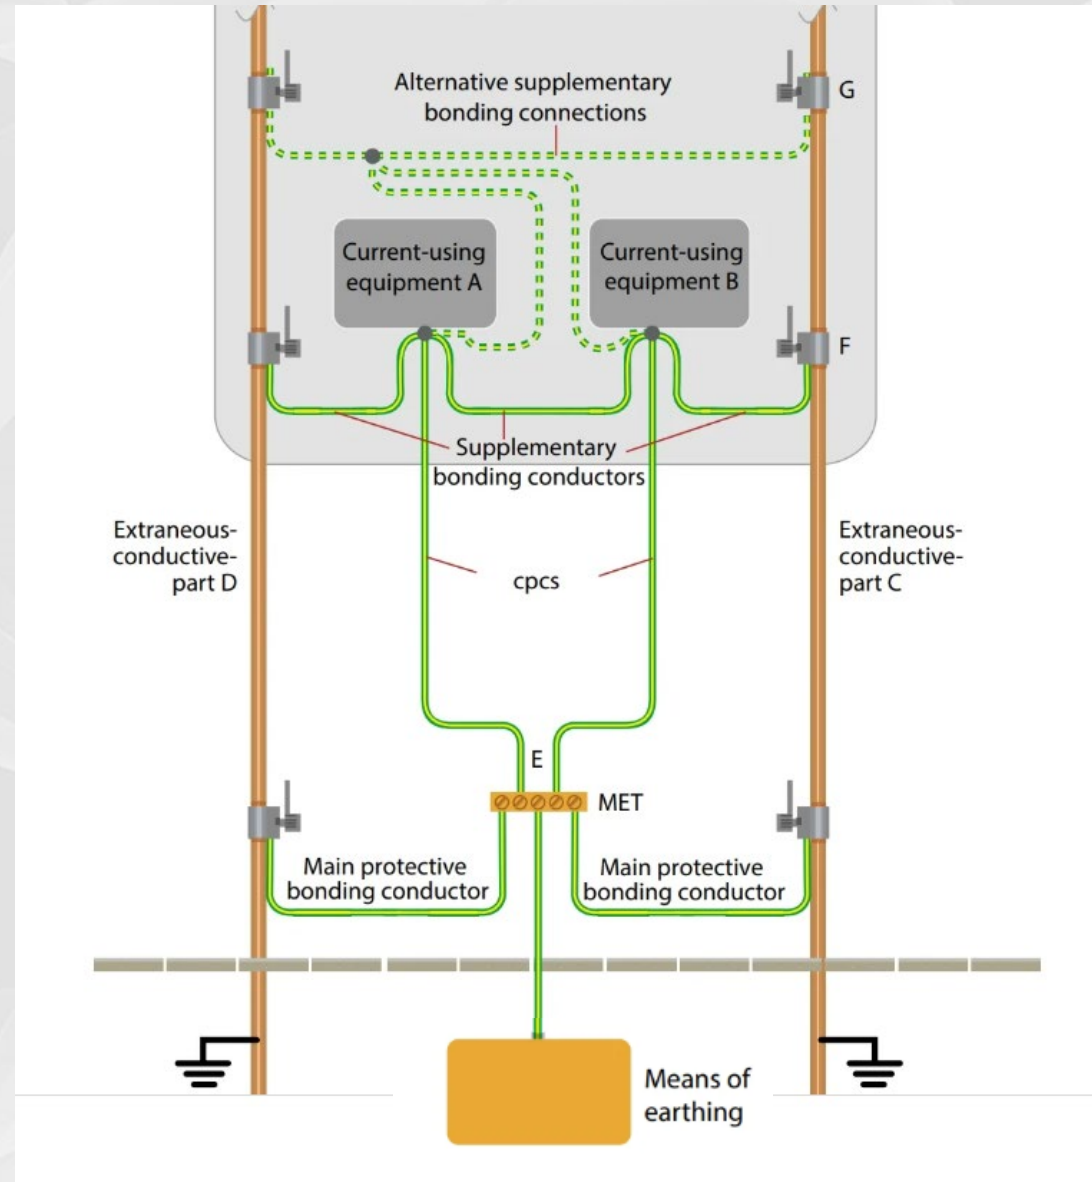 Alternative supplementary
bonding connections
G
Current-using
equipment A
Current-using
equipment B
F
Supplementary
bonding conductors
Extraneous-
conductive-
part D
Extraneous-
conductive-
part C
cpcs
E
MET
Main protective
bonding conductor
Main protective
bonding conductor
Means of
earthing